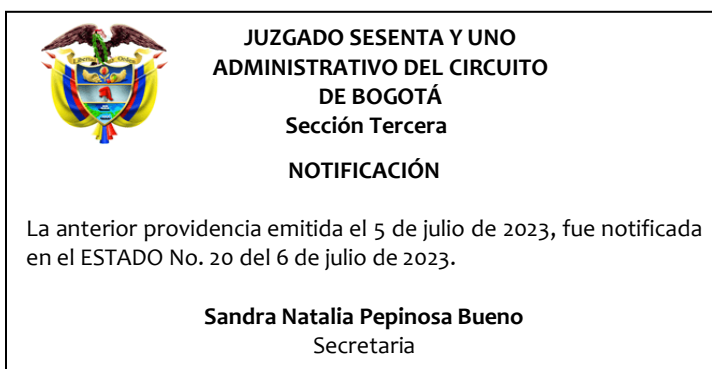 JUZGADO SESENTA Y UNO
ADMINISTRATIVO DEL CIRCUITO
DE BOGOTÁ
Sección Tercera
NOTIFICACIÓN
La anterior providencia emitida el 5 de julio de 2023, fue notificada
en el ESTADO No. 20 del 6 de julio de 2023.
Sandra Natalia Pepinosa Bueno
Secretaria